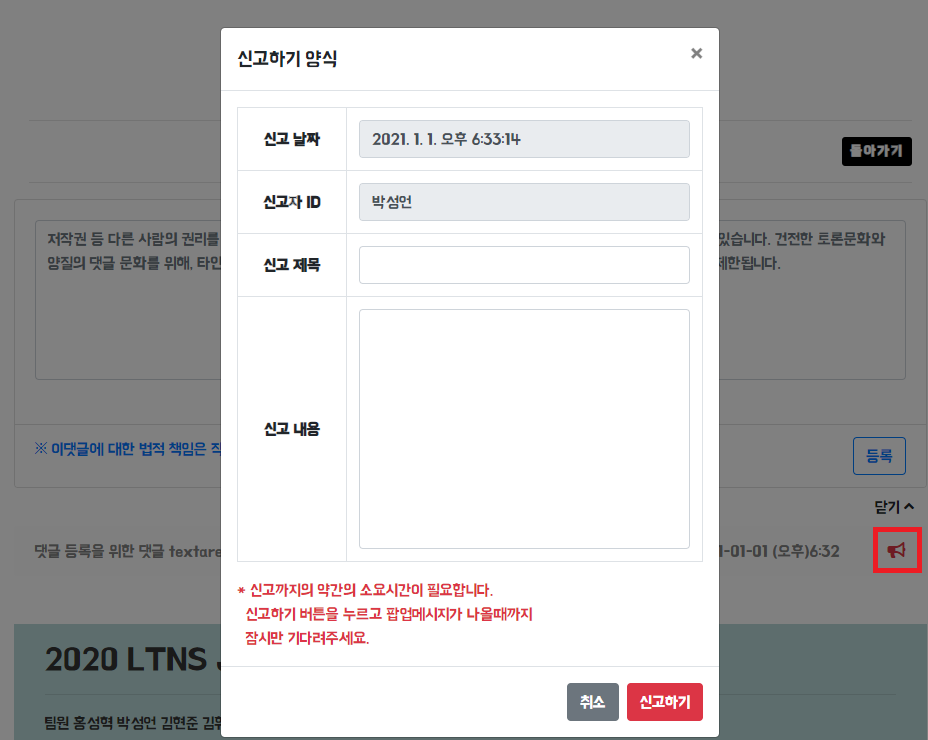 신고하기 양식
×
신고 날짜
2021. 1. 1. 오후 6:33:14
돌아가기
신고자 ID
박성언
저작권 등 다른 사람의 권리를
있습니다. 건전한 토론문화와
양질의 댓글 문화를 위해, 타인
제한됩니다.
신고 제목
신고 내용
※ 이댓글에 대한 법적 책임은 작
등록
닫기
댓글 등록을 위한 댓글 textare
1-01-01 (오후)6:32
* 신고까지의 약간의 소요시간이 필요합니다.
신고하기 버튼을 누르고 팝업메시지가 나올때까지
잠시만 기다려주세요.
2020 LTNS
취소
신고하기
팀원 홍성혁 박성언 김현준